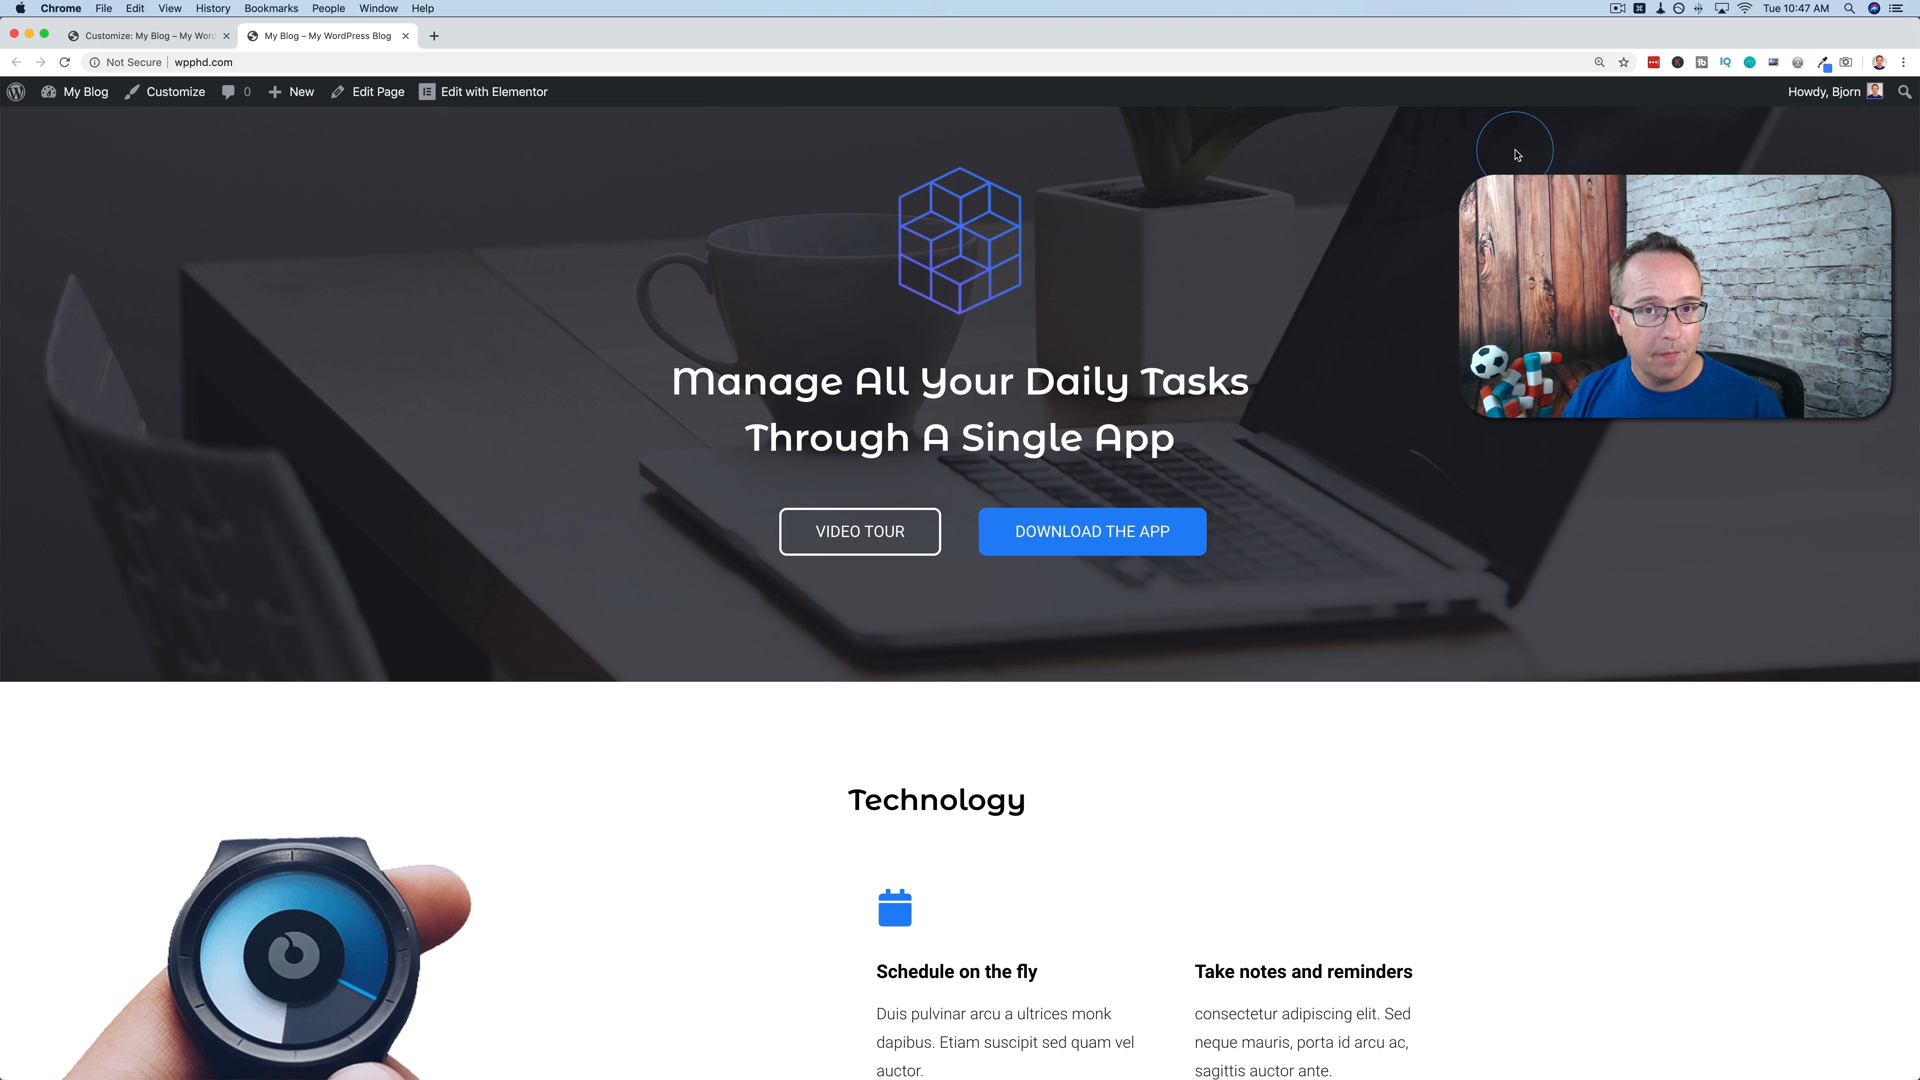 Chrome File Edit View History Bookmarks People Window Help
Tue 10:47 AM
Customize: My Blog – My Word
My Blog – My WordPress Blog
Not Secure | wpphd.com
IQ
My Blog Customize 0 New Edit Page Edit with Elementor
Howdy, Bjorn
Manage All Your Daily Tasks
Through A Single App
VIDEO TOUR
DOWNLOAD THE APP
Technology
Schedule on the fly
Duis pulvinar arcu a ultrices monk
dapibus. Etiam suscipit sed quam vel
auctor.
Take notes and reminders
consectetur adipiscing elit. Sed
neque mauris, porta id arcu ac,
sagittis auctor ante.